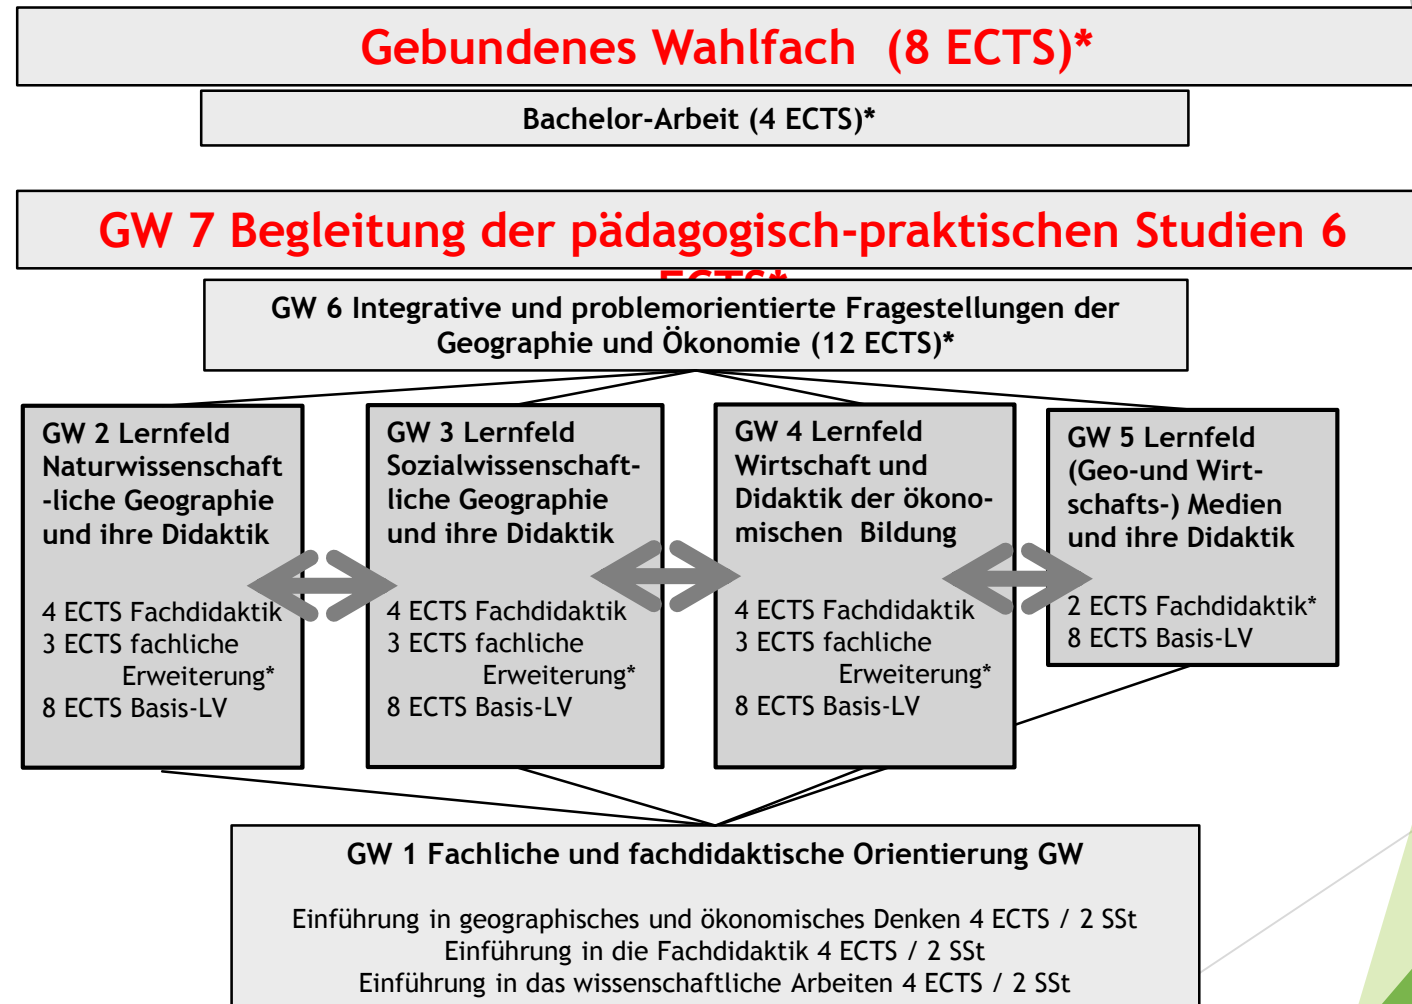 Gebundenes Wahlfach (8 ECTS)*
Bachelor-Arbeit (4 ECTS)*
GW 7 Begleitung der pädagogisch-praktischen Studien 6
ECTS*
GW 6 Integrative und problemorientierte Fragestellungen der
Geographie und Ökonomie (12 ECTS)*
GW 2 Lernfeld
Naturwissenschaft
-liche Geographie
und ihre Didaktik
4 ECTS Fachdidaktik
3 ECTS fachliche
Erweiterung*
8 ECTS Basis-LV
GW 3 Lernfeld
Sozialwissenschaft-
liche Geographie
und ihre Didaktik
4 ECTS Fachdidaktik
3 ECTS fachliche
Erweiterung*
8 ECTS Basis-LV
GW 4 Lernfeld
Wirtschaft und
Didaktik der ökono-
mischen Bildung
4 ECTS Fachdidaktik
3 ECTS fachliche
Erweiterung*
8 ECTS Basis-LV
GW 5 Lernfeld
(Geo-und Wirt-
schafts-) Medien
und ihre Didaktik
2 ECTS Fachdidaktik*
8 ECTS Basis-LV
GW 1 Fachliche und fachdidaktische Orientierung GW
Einführung in geographisches und ökonomisches Denken 4 ECTS / 2 SSt
Einführung in die Fachdidaktik 4 ECTS / 2 SSt
Einführung in das wissenschaftliche Arbeiten 4 ECTS / 2 SSt